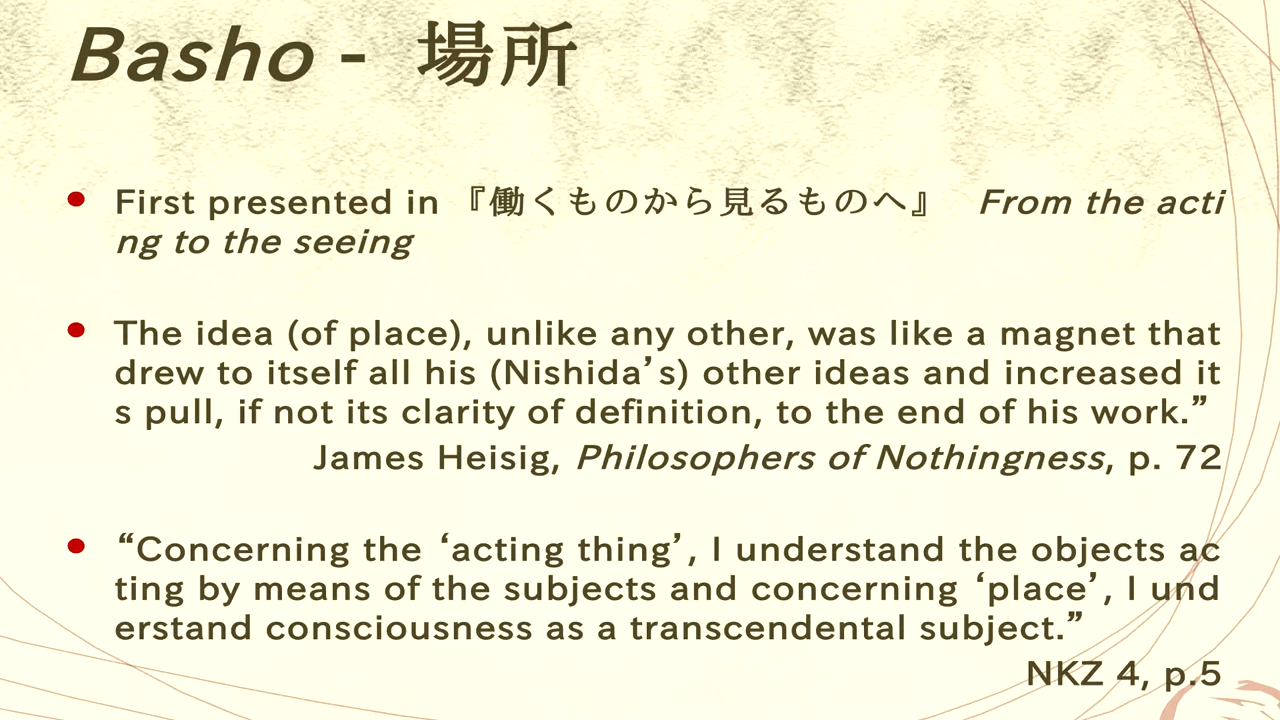 Basho - 場所
First presented in 『働くものから見るものへ』 From the acti
ng to the seeing
The idea (of place), unlike any other, was like a magnet that
drew to itself all his (Nishida’s) other ideas and increased it
s pull, if not its clarity of definition, to the end of his work.”
James Heisig, Philosophers of Nothingness, p. 72
“Concerning the ‘acting thing’, I understand the objects ac
ting by means of the subjects and concerning ‘place’, I und
erstand consciousness as a transcendental subject.”
NKZ 4, p.5